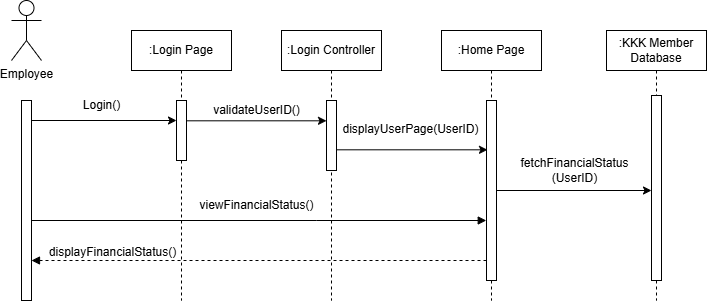 Employee
:Login Page
:Login Controller
:Home Page
:KKK Member
Database
Login()
validateUserID()
displayUserPage(UserID)
fetchFinancialStatus
(UserID)
viewFinancialStatus()
displayFinancialStatus()